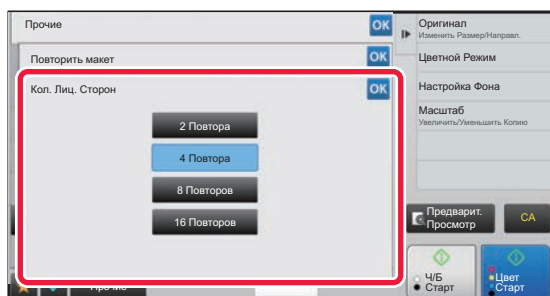 Прочие
OK
Повторить макет
OK
Кол. Лиц. Сторон
OK
2 Повтора
4 Повтора
8 Повторов
16 Повторов
Оригинал
Изменить Размер/Направл.
Цветной Режим
Настройка Фона
Масштаб
Увеличить/Уменьшить Копию
Предварит.
Просмотр
CA
Ч/Б
Старт
Цвет
Старт